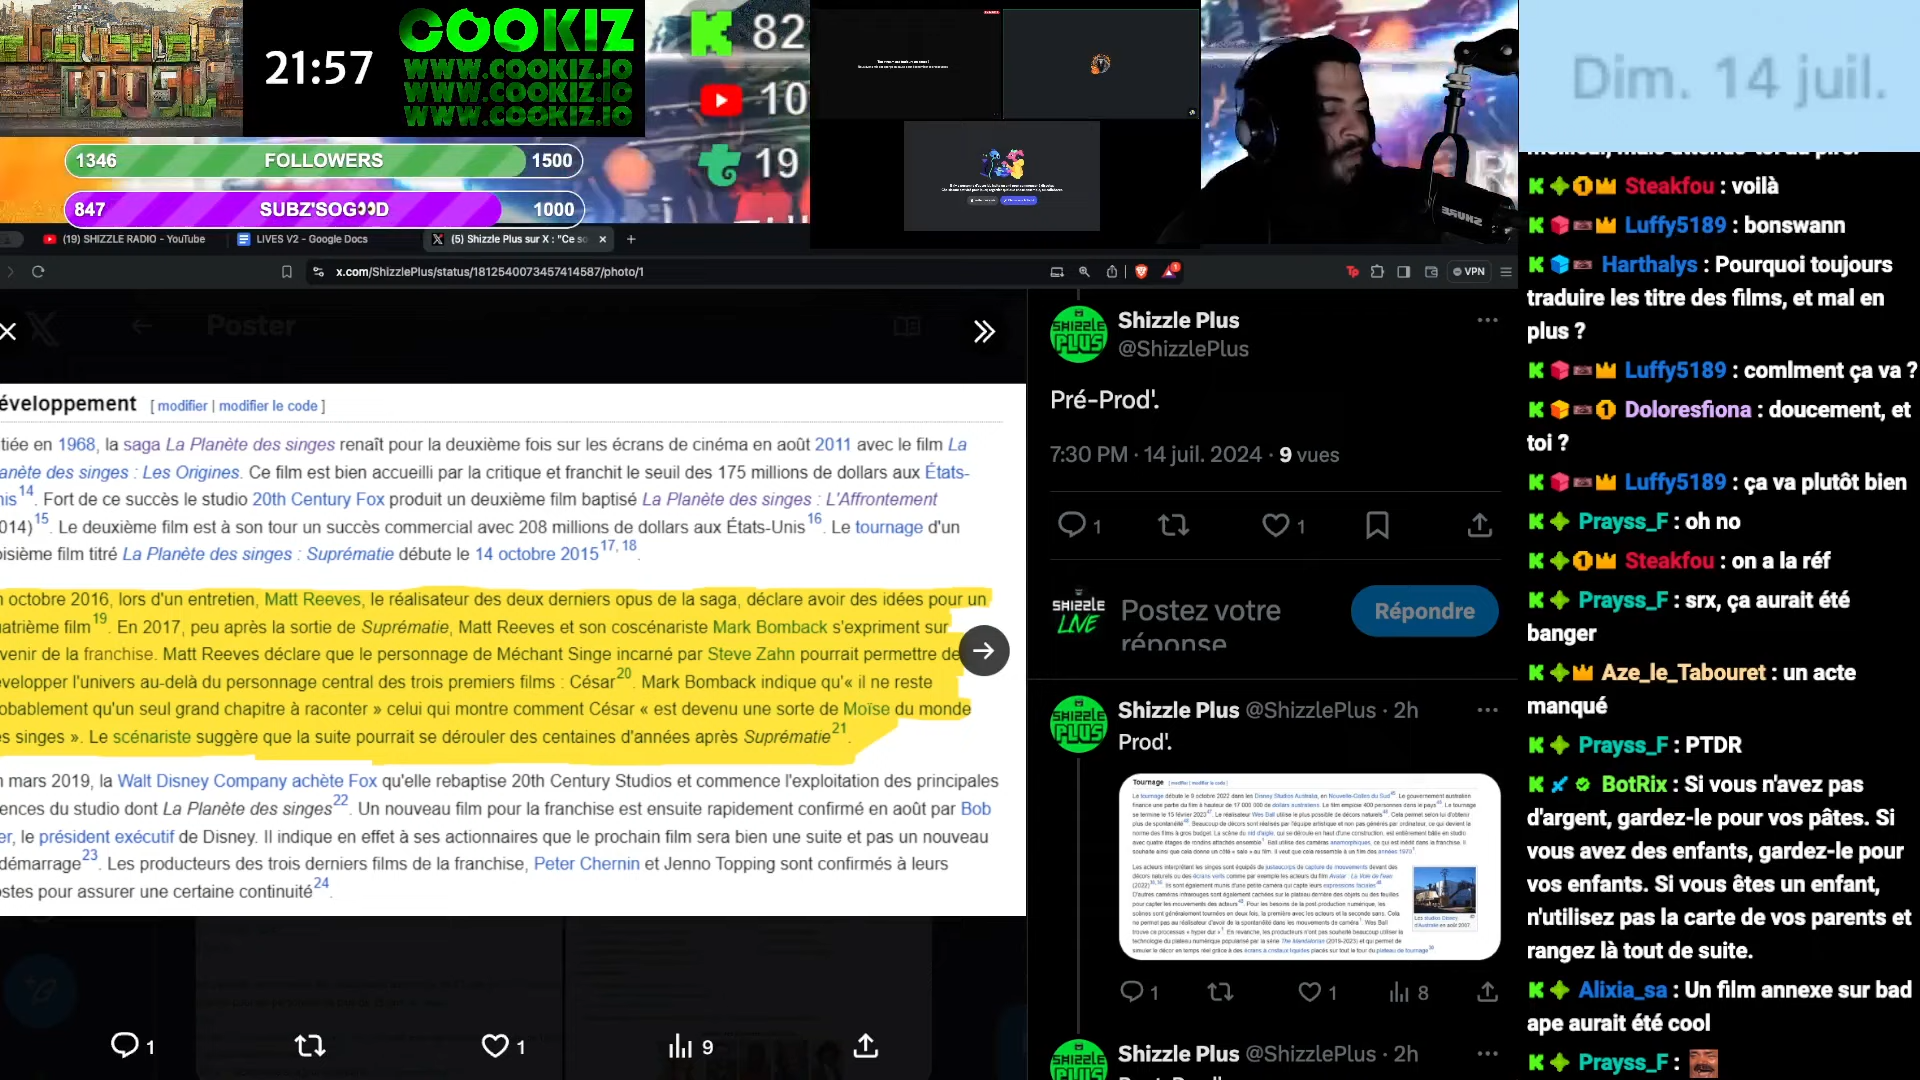 21:57
COOKIZ
WWW.COOKIZ.IO
WWW.COOKIZ.IO
WWW.COOKIZ.IO
82
10
19
1346 FOLLOWERS 1500
847 SUBZ'SOG👀D 1000
Dim. 14 juil.
(19) SHIZZLE RADIO - YouTube
LIVES V2 - Google Docs
(5) Shizzle Plus sur X : "Ce so
x.com/ShizzlePlus/status/1812540073457414587/photo/1
VPN
Poster
éveloppement [ modifier | modifier le code ]
tiée en 1968, la saga La Planète des singes renaît pour la deuxième fois sur les écrans de cinéma en août 2011 avec le film La
anète des singes : Les Origines. Ce film est bien accueilli par la critique et franchit le seuil des 175 millions de dollars aux États-
nis14. Fort de ce succès le studio 20th Century Fox produit un deuxième film baptisé La Planète des singes : L'Affrontement
014)15. Le deuxième film est à son tour un succès commercial avec 208 millions de dollars aux États-Unis16. Le tournage d'un
oisième film titré La Planète des singes : Suprématie débute le 14 octobre 201517, 18.
n octobre 2016, lors d'un entretien, Matt Reeves, le réalisateur des deux derniers opus de la saga, déclare avoir des idées pour un
uatrième film19. En 2017, peu après la sortie de Suprématie, Matt Reeves et son coscénariste Mark Bomback s'expriment sur
venir de la franchise. Matt Reeves déclare que le personnage de Méchant Singe incarné par Steve Zahn pourrait permettre de
velopper l'univers au-delà du personnage central des trois premiers films : César20. Mark Bomback indique qu'« il ne reste
obablement qu'un seul grand chapitre à raconter » celui qui montre comment César « est devenu une sorte de Moïse du monde
es singes ». Le scénariste suggère que la suite pourrait se dérouler des centaines d'années après Suprématie21.
n mars 2019, la Walt Disney Company achète Fox qu'elle rebaptise 20th Century Studios et commence l'exploitation des principales
ences du studio dont La Planète des singes22. Un nouveau film pour la franchise est ensuite rapidement confirmé en août par Bob
er, le président exécutif de Disney. Il indique en effet à ses actionnaires que le prochain film sera bien une suite et pas un nouveau
démarrage23. Les producteurs des trois derniers films de la franchise, Peter Chernin et Jenno Topping sont confirmés à leurs
ostes pour assurer une certaine continuité24.
1
1
9
SHIZZLE PLUS
Shizzle Plus
@ShizzlePlus
Pré-Prod'.
7:30 PM · 14 juil. 2024 · 9 vues
1
1
SHIZZLE LIVE
Postez votre
réponse
Répondre
SHIZZLE PLUS
Shizzle Plus @ShizzlePlus · 2h
Prod'.
Tournage [ modifier | modifier le code ]
1
1
8
SHIZZLE
Shizzle Plus @ShizzlePlus · 2h
SHURE
Steakfou : voilà
Luffy5189 : bonswann
Harthalys : Pourquoi toujours
traduire les titre des films, et mal en
plus ?
Luffy5189 : comlment ça va ?
Doloresfiona : doucement, et
toi ?
Luffy5189 : ça va plutôt bien
Prayss_F : oh no
Steakfou : on a la réf
Prayss_F : srx, ça aurait été
banger
Aze_le_Tabouret : un acte
manqué
Prayss_F : PTDR
BotRix : Si vous n'avez pas
d'argent, gardez-le pour vos pâtes. Si
vous avez des enfants, gardez-le pour
vos enfants. Si vous êtes un enfant,
n'utilisez pas la carte de vos parents et
rangez là tout de suite.
Alixia_sa : Un film annexe sur bad
ape aurait été cool
Prayss_F :